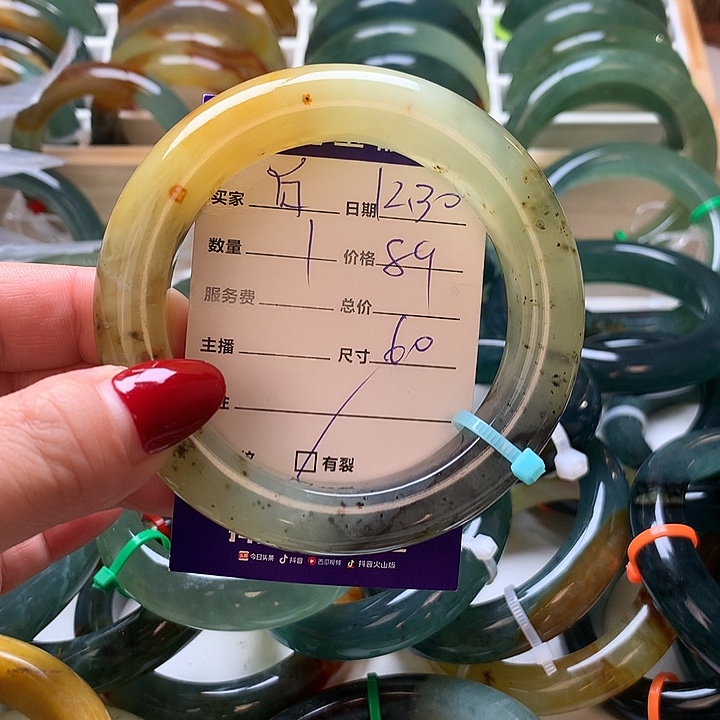 买家 日期 12.30
数量 1 价格 89
服务费 总价
主播 尺寸 60
注
有裂
今日头条 抖音 西瓜视频 抖音火山版